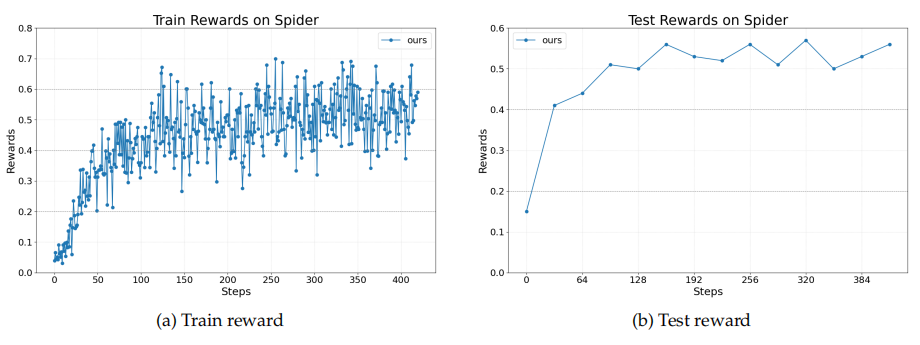 Train Rewards on Spider
ours
Rewards
0.8
0.7
0.6
0.5
0.4
0.3
0.2
0.1
0.0
0 50 100 150 200 250 300 350 400
Steps
(a) Train reward
Test Rewards on Spider
ours
Rewards
0.6
0.5
0.4
0.3
0.2
0.1
0.0
0 64 128 192 256 320 384
Steps
(b) Test reward